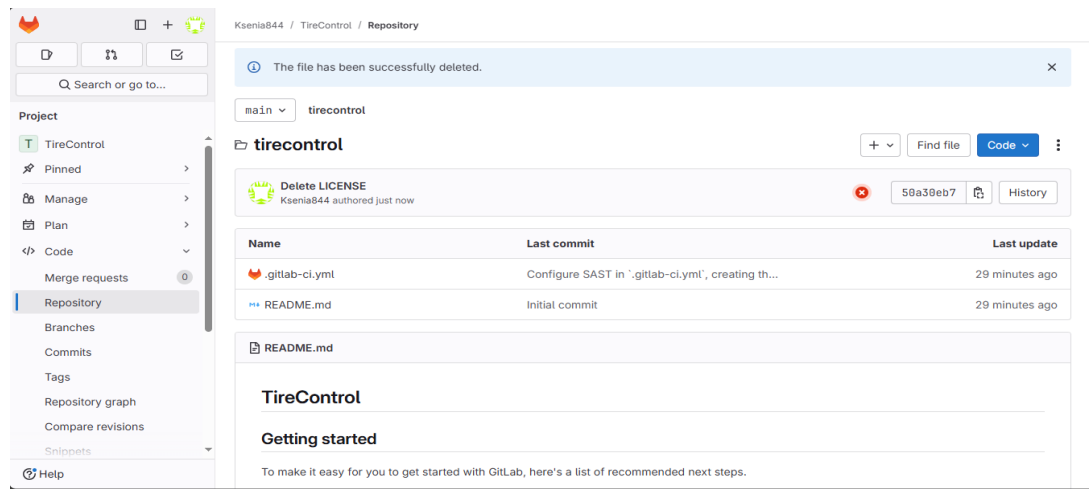 Search or go to...
Project
T TireControl
Pinned
Manage
Plan
Code
Merge requests 0
Repository
Branches
Commits
Tags
Repository graph
Compare revisions
Snippets
Help
Ksenia844 / TireControl / Repository
The file has been successfully deleted.
main tirecontrol
tirecontrol
Find file Code
Delete LICENSE
Ksenia844 authored just now
50a30eb7 History
Name Last commit Last update
.gitlab-ci.yml Configure SAST in `.gitlab-ci.yml`, creating th... 29 minutes ago
README.md Initial commit 29 minutes ago
README.md
TireControl
Getting started
To make it easy for you to get started with GitLab, here's a list of recommended next steps.